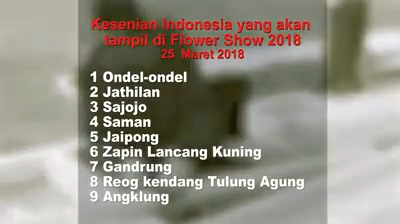 Kesenian Indonesia yang akan
tampil di Flower Show 2018
25 Maret 2018
1 Ondel-ondel
2 Jathilan
3 Sajojo
4 Saman
5 Jaipong
6 Zapin Lancang Kuning
7 Gandrung
8 Reog kendang Tulung Agung
9 Angklung